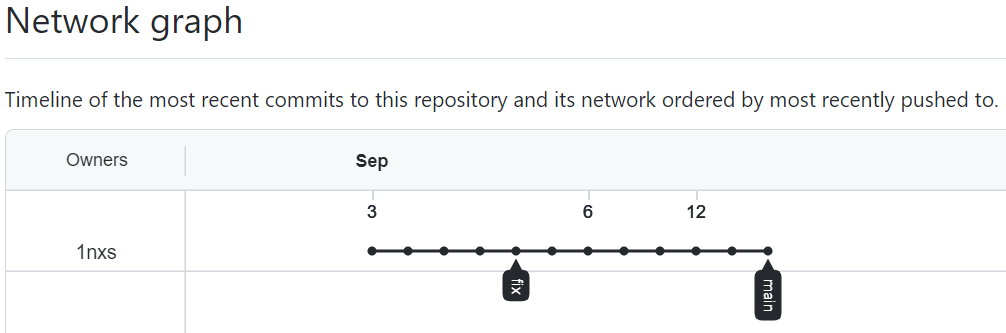 Network graph
Timeline of the most recent commits to this repository and its network ordered by most recently pushed to.
Owners Sep
3 6 12
1nxs
fix main